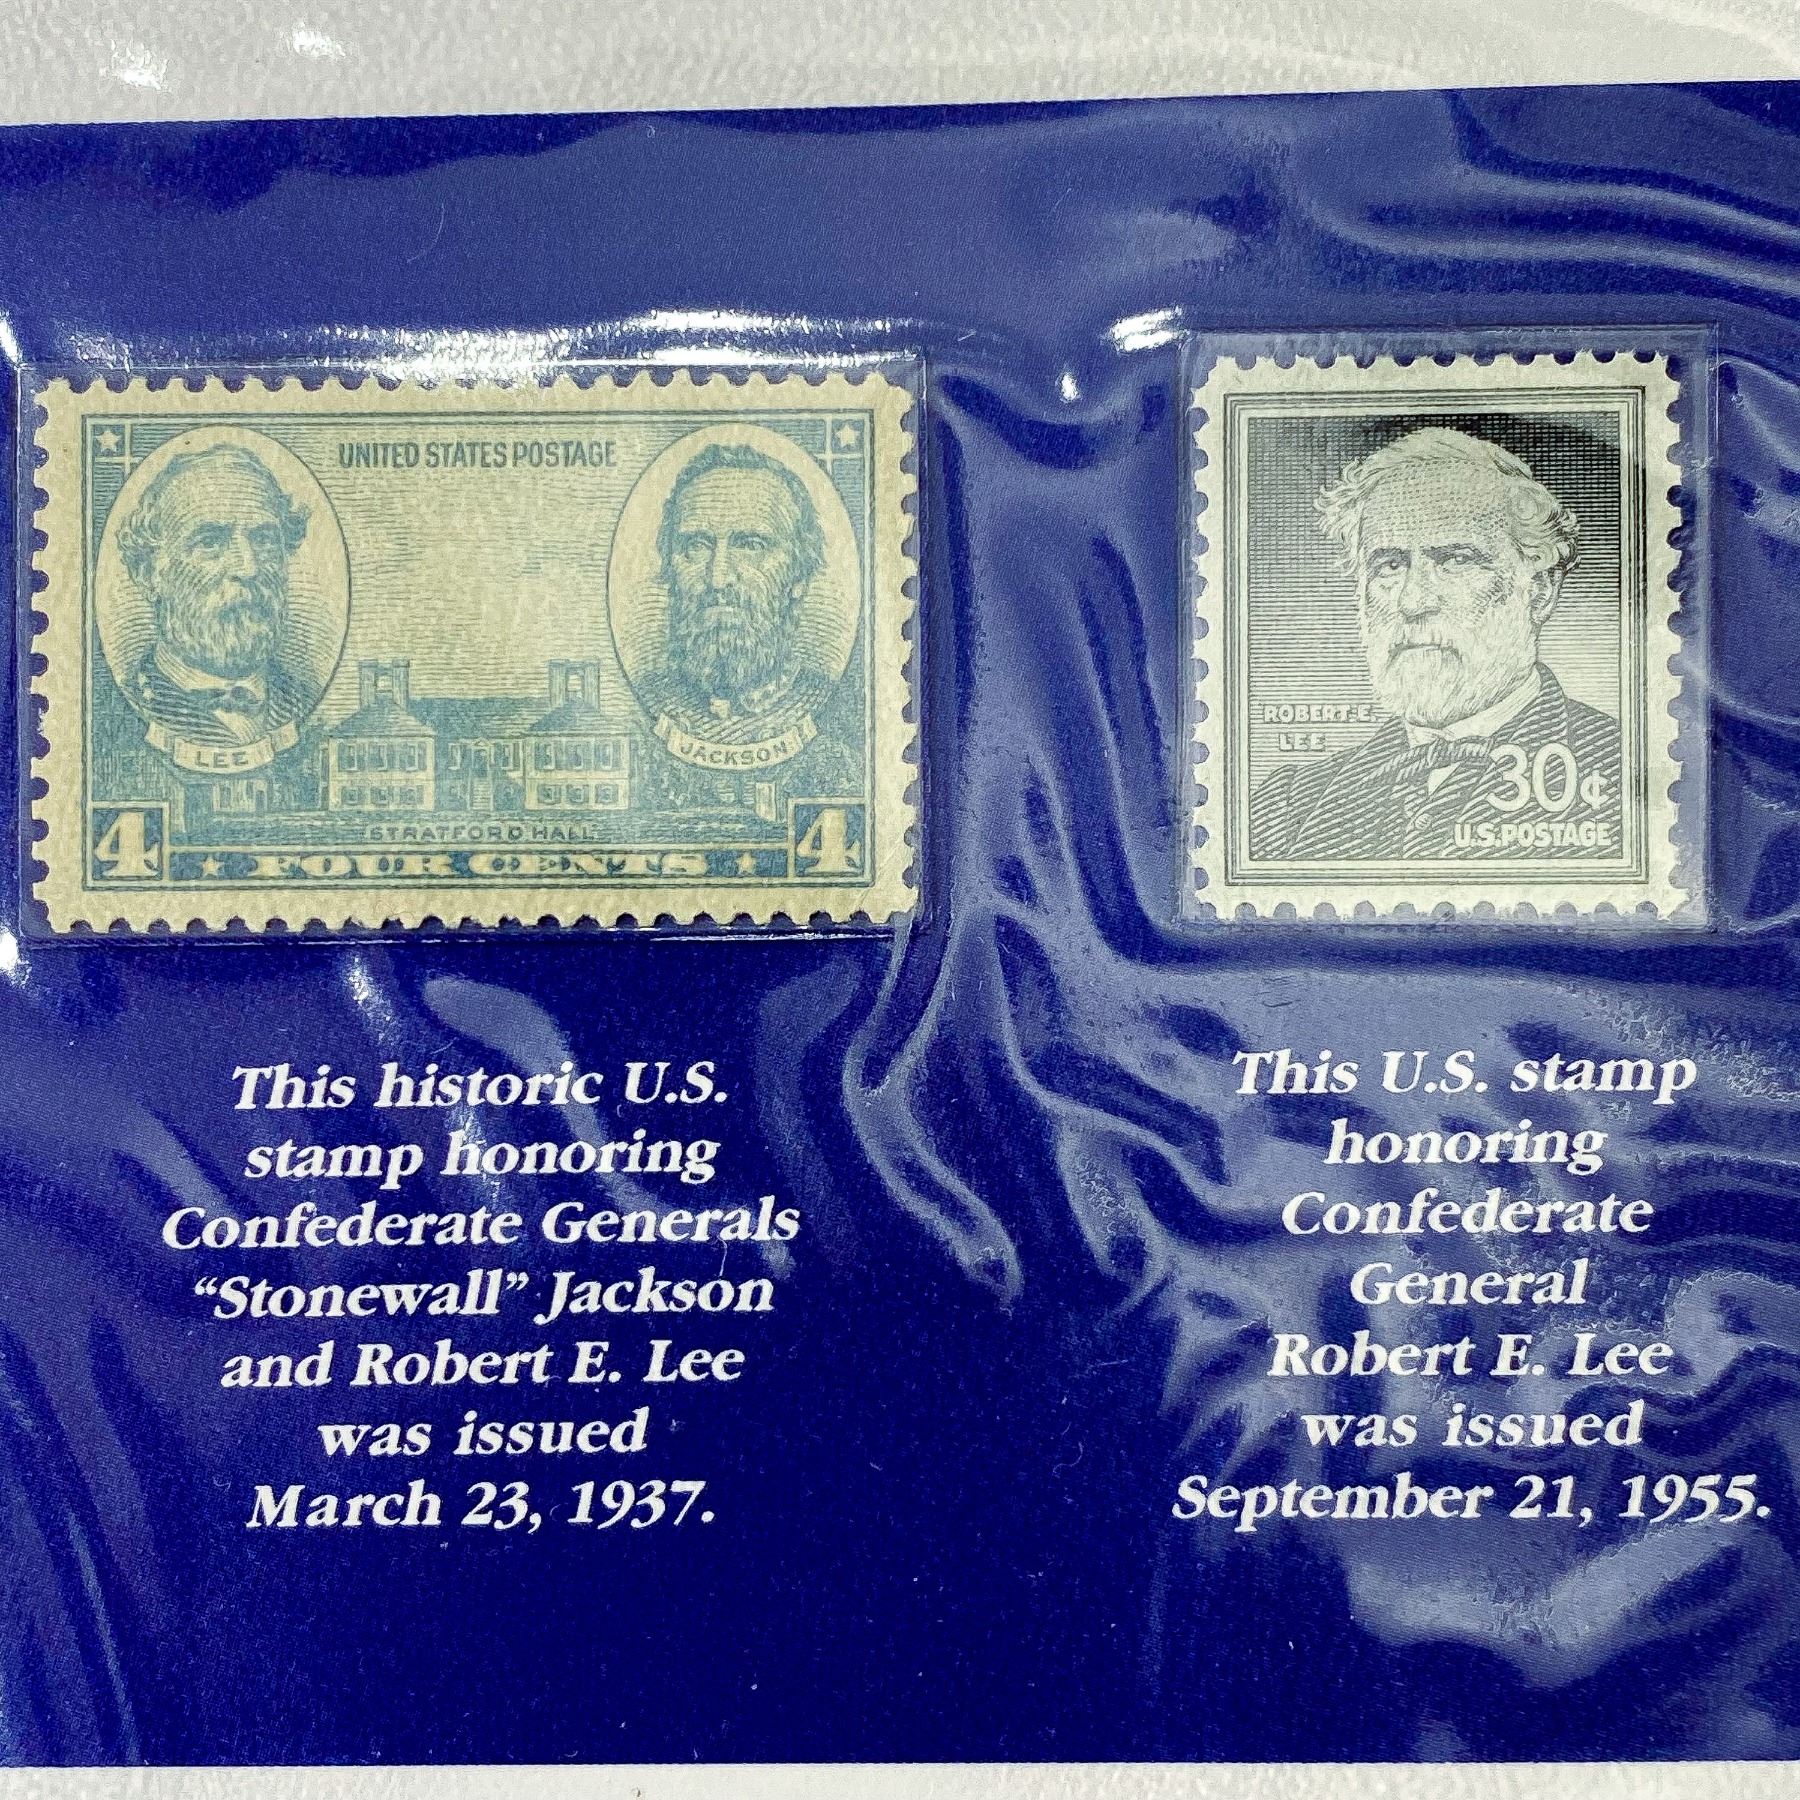 UNITED STATES POSTAGE
LEE
JACKSON
STRATFORD HALL
4 FOUR CENTS 4
ROBERT E.
LEE
30¢
U.S. POSTAGE
This historic U.S.
stamp honoring
Confederate Generals
“Stonewall” Jackson
and Robert E. Lee
was issued
March 23, 1937.
This U.S. stamp
honoring
Confederate
General
Robert E. Lee
was issued
September 21, 1955.